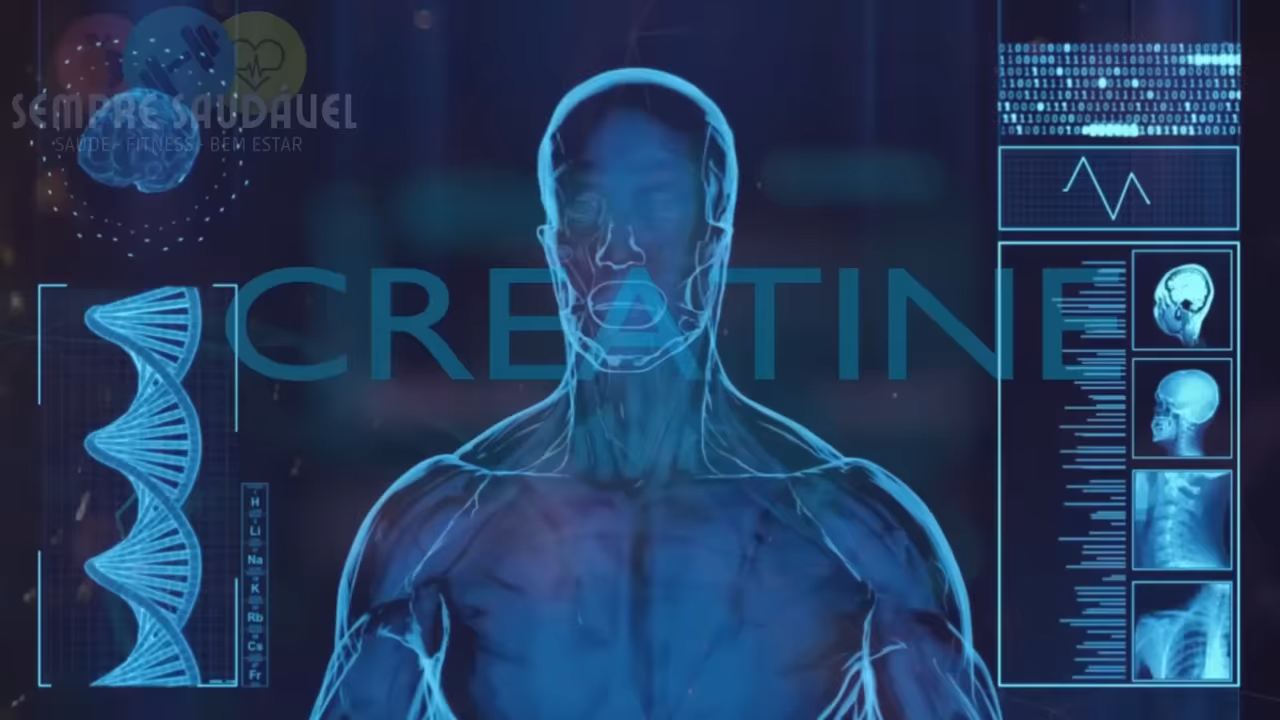 SEMPRE SAUDÁVEL
SAÚDE - FITNESS - BEM ESTAR
CREATINE
H
Li
Na
K
Rb
Cs
Fr